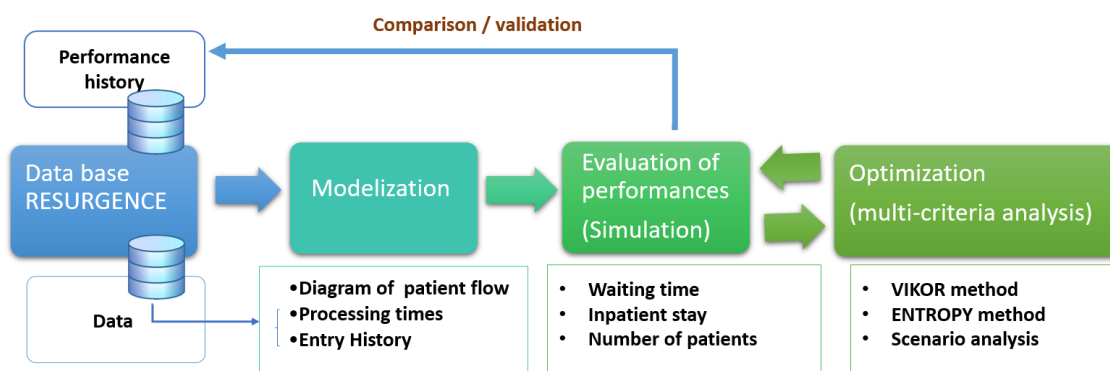 Comparison / validation
Performance
history
Data base
RESURGENCE
Modelization
Evaluation of
performances
(Simulation)
Optimization
(multi-criteria analysis)
Data
•Diagram of patient flow
•Processing times
•Entry History
• Waiting time
• Inpatient stay
• Number of patients
• VIKOR method
• ENTROPY method
• Scenario analysis